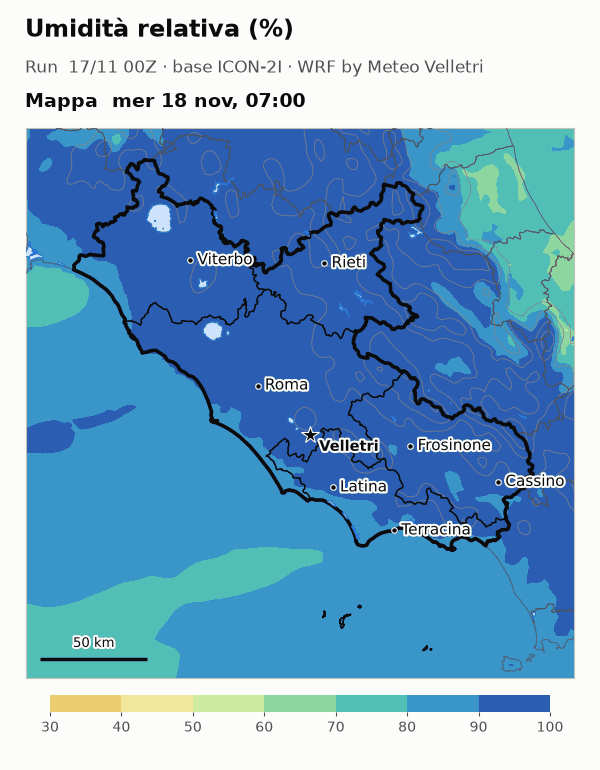 Umidità relativa (%)
Run 17/11 00Z · base ICON-2I · WRF by Meteo Velletri
Mappa mer 18 nov, 07:00
Viterbo
Rieti
Roma
Velletri
Frosinone
Cassino
Latina
Terracina
50 km
30 40 50 60 70 80 90 100